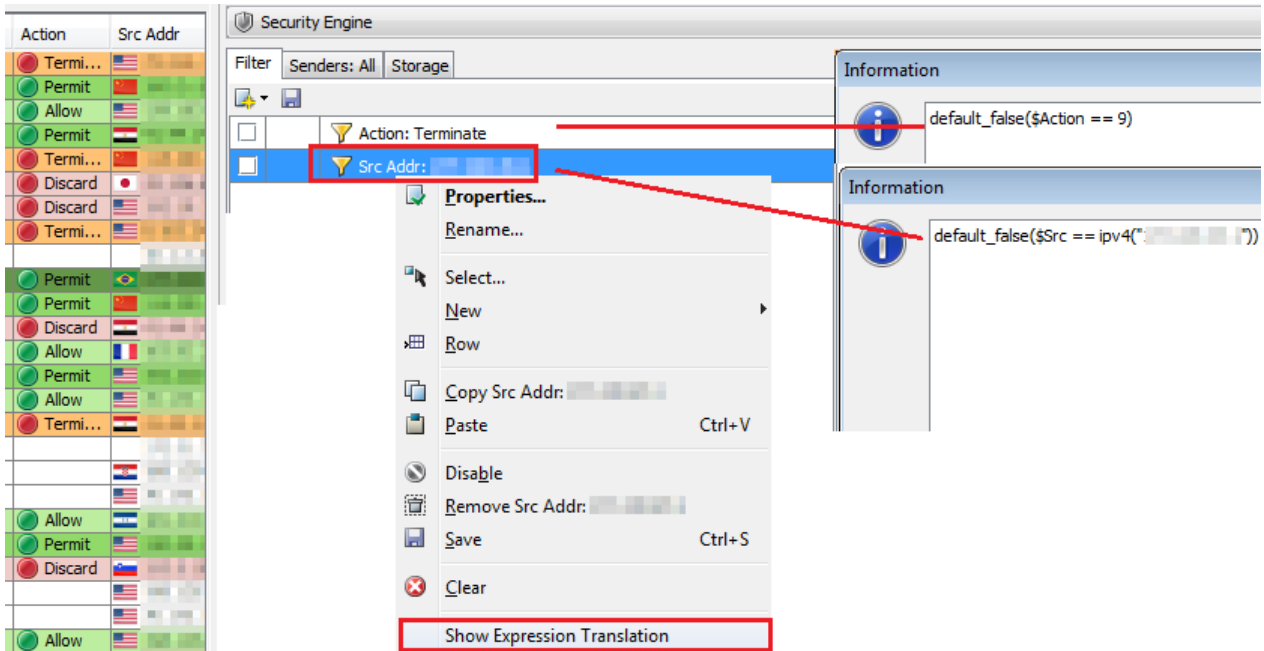 Action Src Addr
Termi...
Permit
Allow
Permit
Termi...
Discard
Discard
Termi...
Permit
Permit
Discard
Allow
Permit
Allow
Termi...
Allow
Permit
Discard
Allow
Security Engine
Filter Senders: All Storage
Action: Terminate
Src Addr:
Properties...
Rename...
Select...
New
Row
Copy Src Addr:
Paste Ctrl+V
Disable
Remove Src Addr:
Save Ctrl+S
Clear
Show Expression Translation
Information
default_false($Action == 9)
Information
default_false($Src == ipv4(" "))